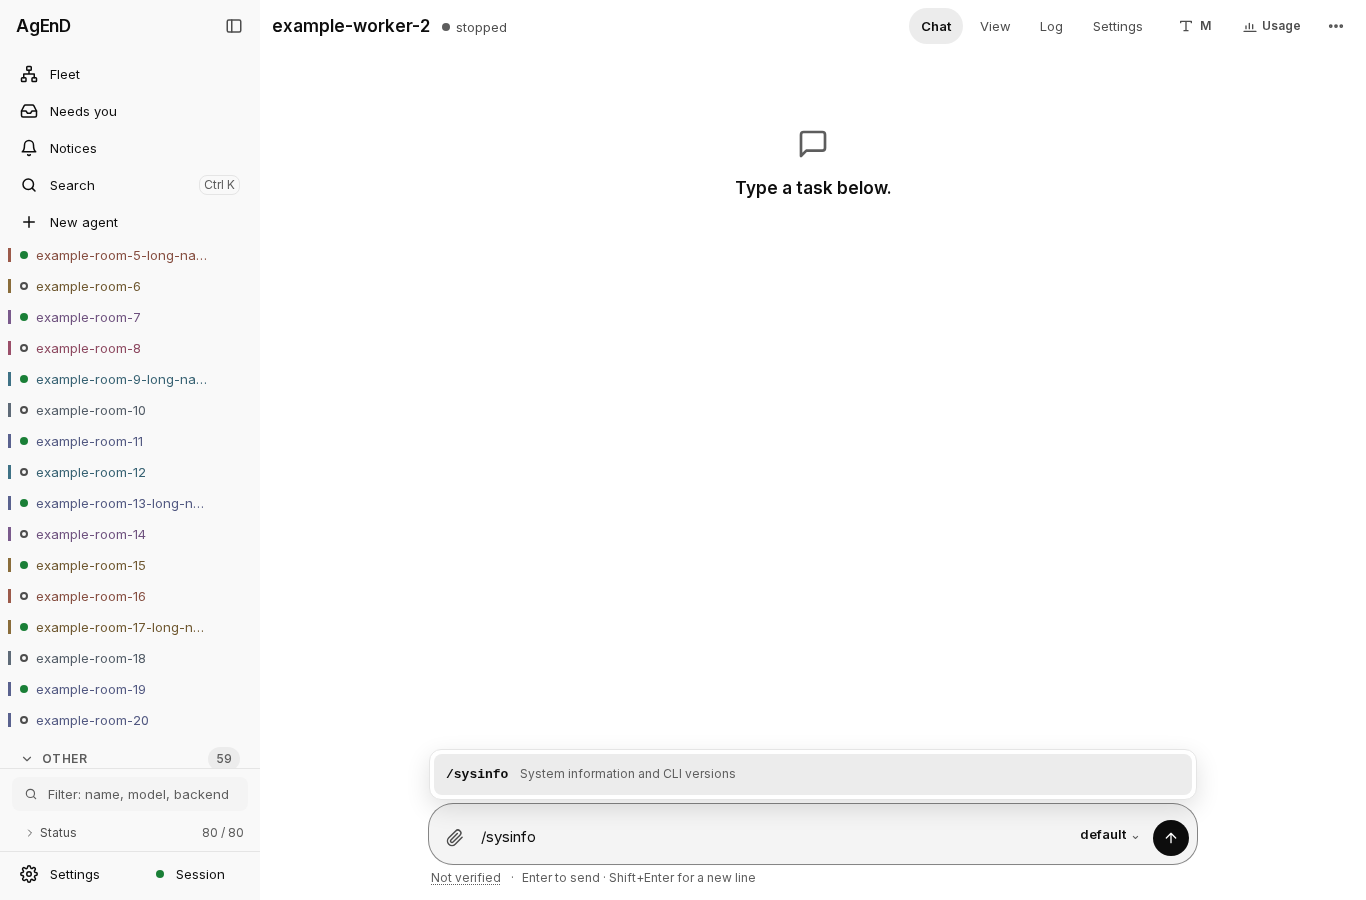 AgEnD
Fleet
Needs you
Notices
Search Ctrl K
New agent
example-room-5-long-na…
example-room-6
example-room-7
example-room-8
example-room-9-long-na…
example-room-10
example-room-11
example-room-12
example-room-13-long-n…
example-room-14
example-room-15
example-room-16
example-room-17-long-n…
example-room-18
example-room-19
example-room-20
OTHER 59
Filter: name, model, backend
Status 80 / 80
Settings Session
example-worker-2 stopped
Chat View Log Settings M Usage
Type a task below.
/sysinfo System information and CLI versions
/sysinfo default
Not verified · Enter to send · Shift+Enter for a new line